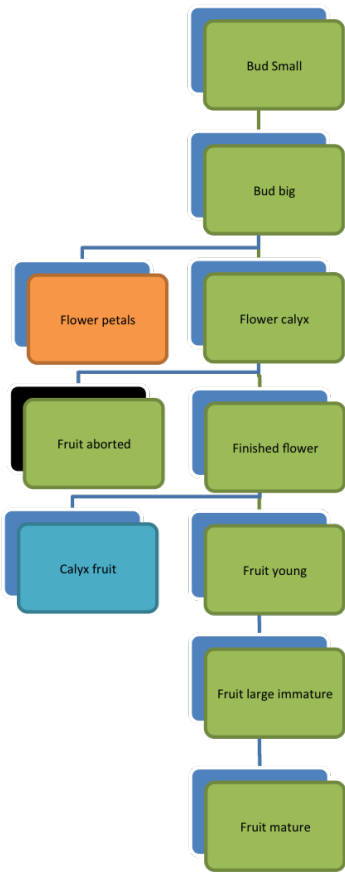 Bud Small
Bud big
Flower petals
Flower calyx
Fruit aborted
Finished flower
Calyx fruit
Fruit young
Fruit large immature
Fruit mature